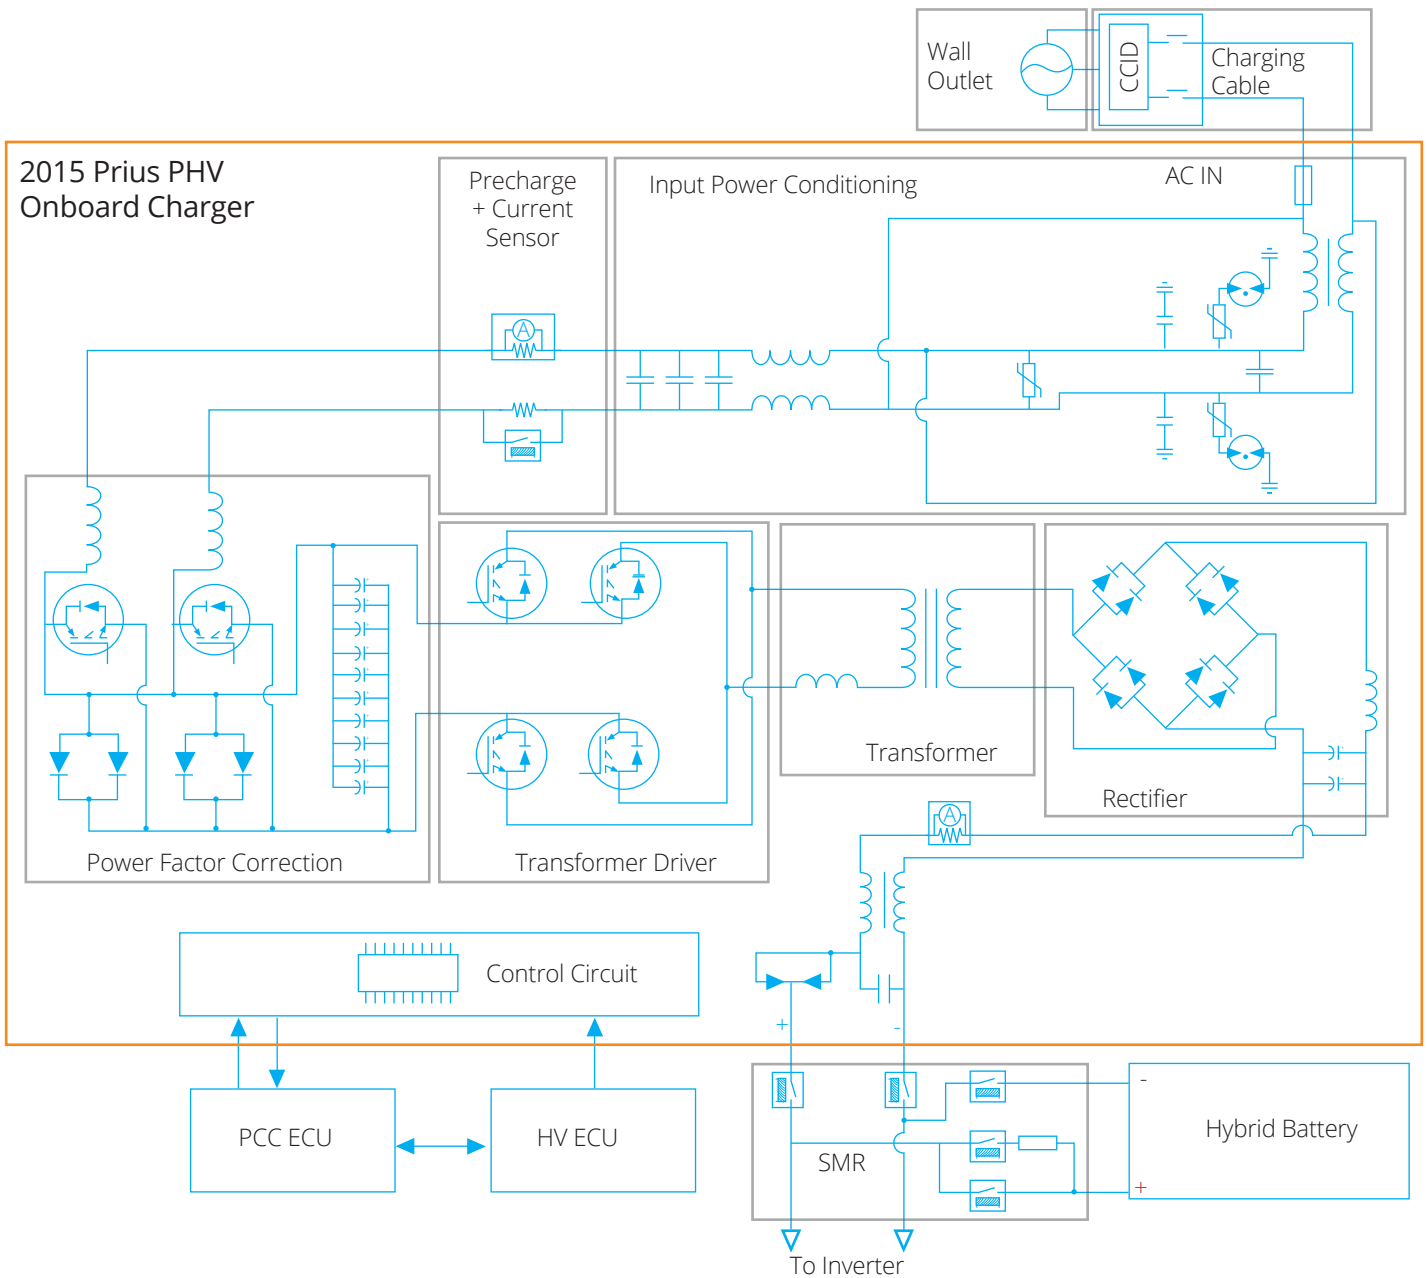 Wall
Outlet
CCID
Charging
Cable
2015 Prius PHV
Onboard Charger
Precharge
+ Current
Sensor
Input Power Conditioning
AC IN
A
Power Factor Correction
Transformer Driver
Transformer
Rectifier
A
Control Circuit
+
-
PCC ECU
HV ECU
SMR
-
Hybrid Battery
+
To Inverter